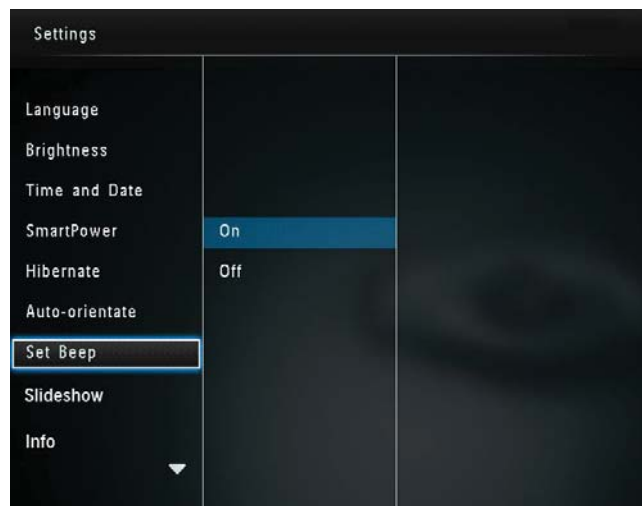 Settings
Language
Brightness
Time and Date
SmartPower
Hibernate
Auto-orientate
Set Beep
Slideshow
Info
On
Off